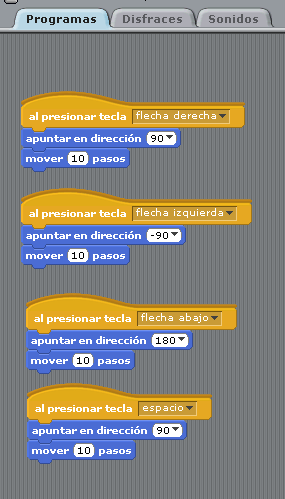 Programas Disfraces Sonidos
al presionar tecla flecha derecha
apuntar en dirección 90
mover 10 pasos
al presionar tecla flecha izquierda
apuntar en dirección -90
mover 10 pasos
al presionar tecla flecha abajo
apuntar en dirección 180
mover 10 pasos
al presionar tecla espacio
apuntar en dirección 90
mover 10 pasos